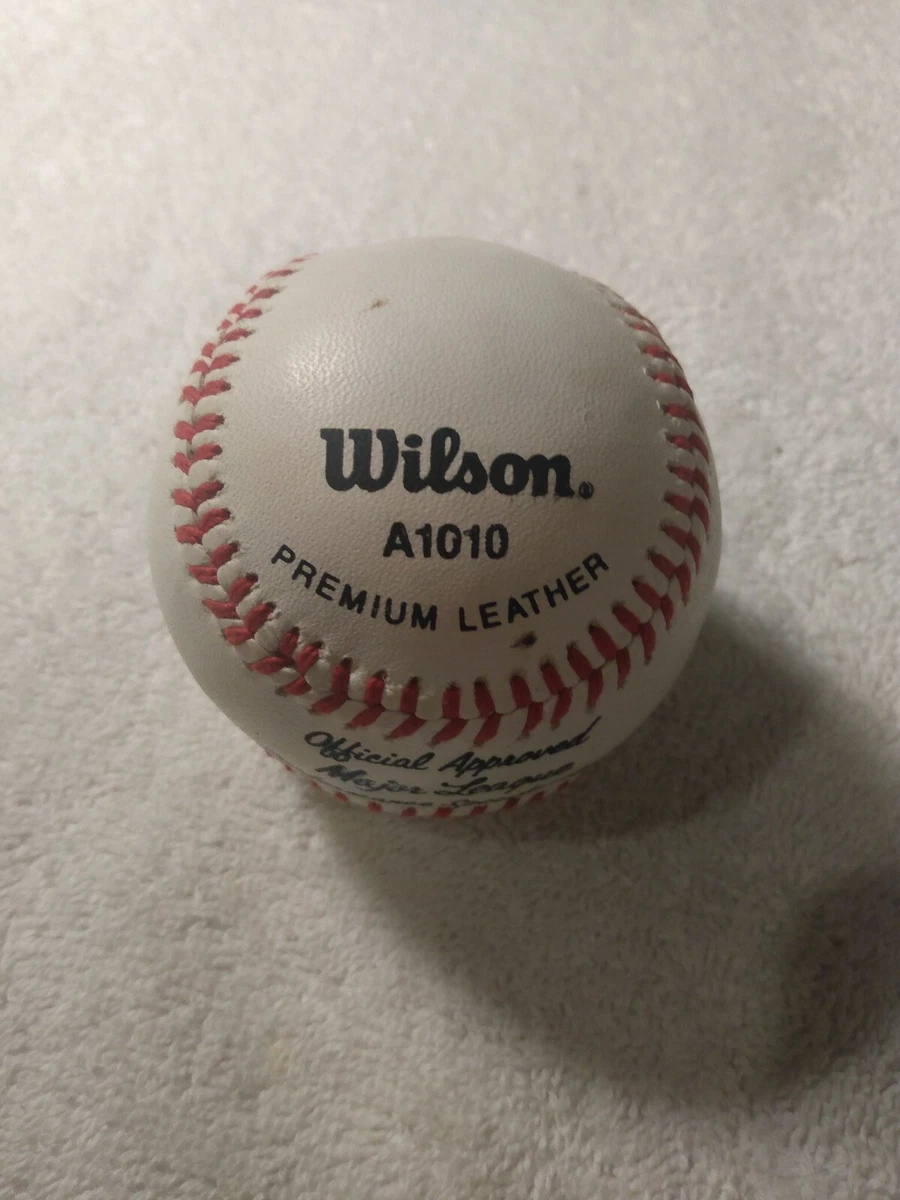 Wilson®
A1010
PREMIUM LEATHER
Official Approved
Major League